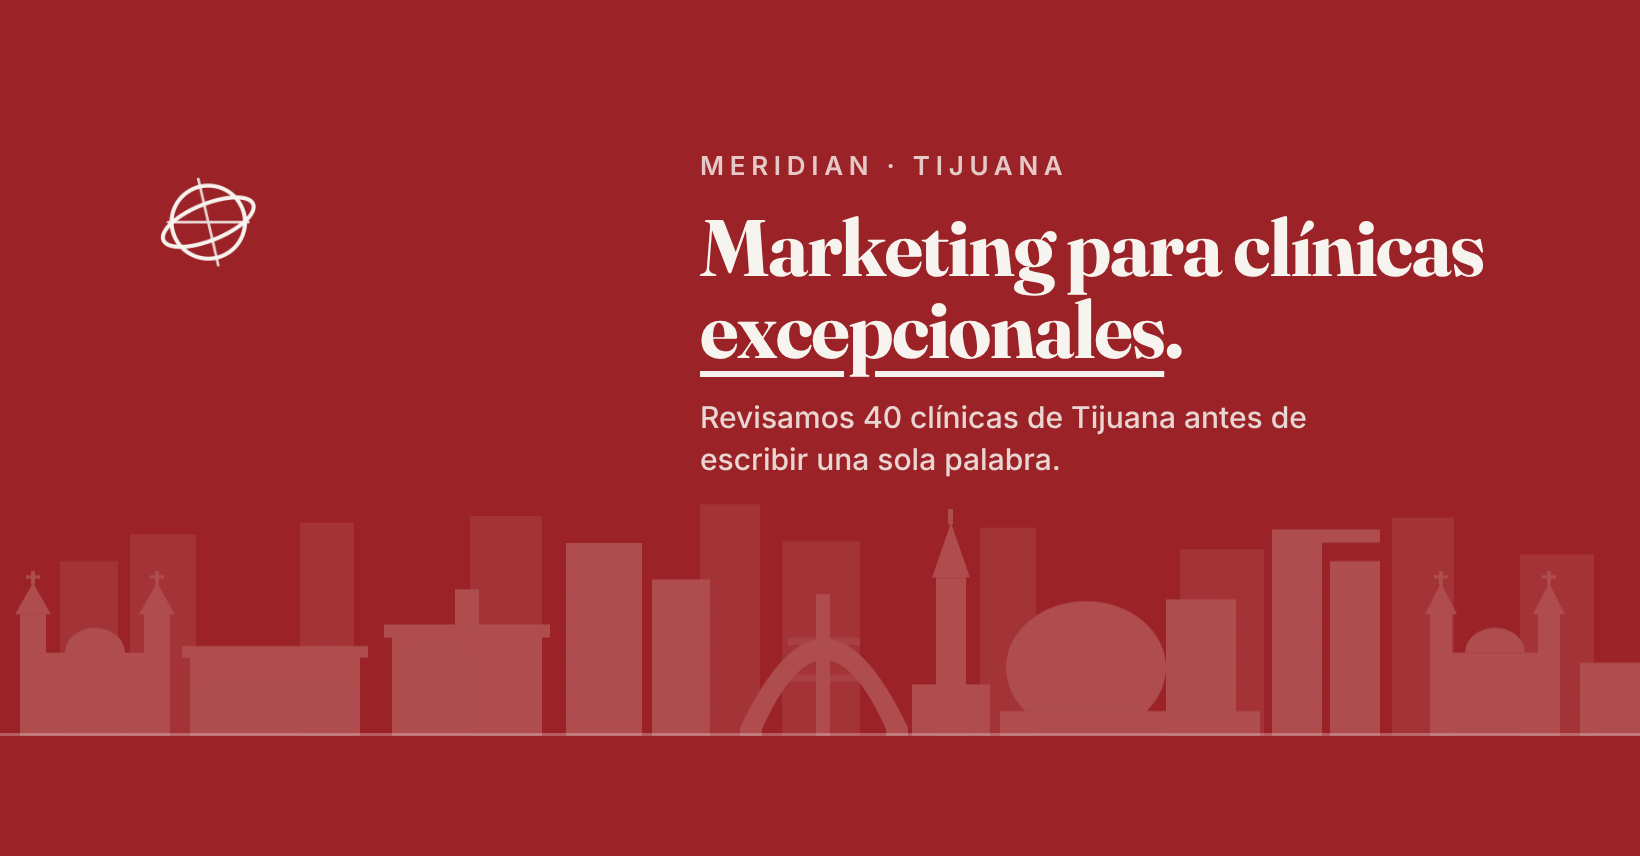 MERIDIAN · TIJUANA
Marketing para clínicas
excepcionales.
Revisamos 40 clínicas de Tijuana antes de
escribir una sola palabra.